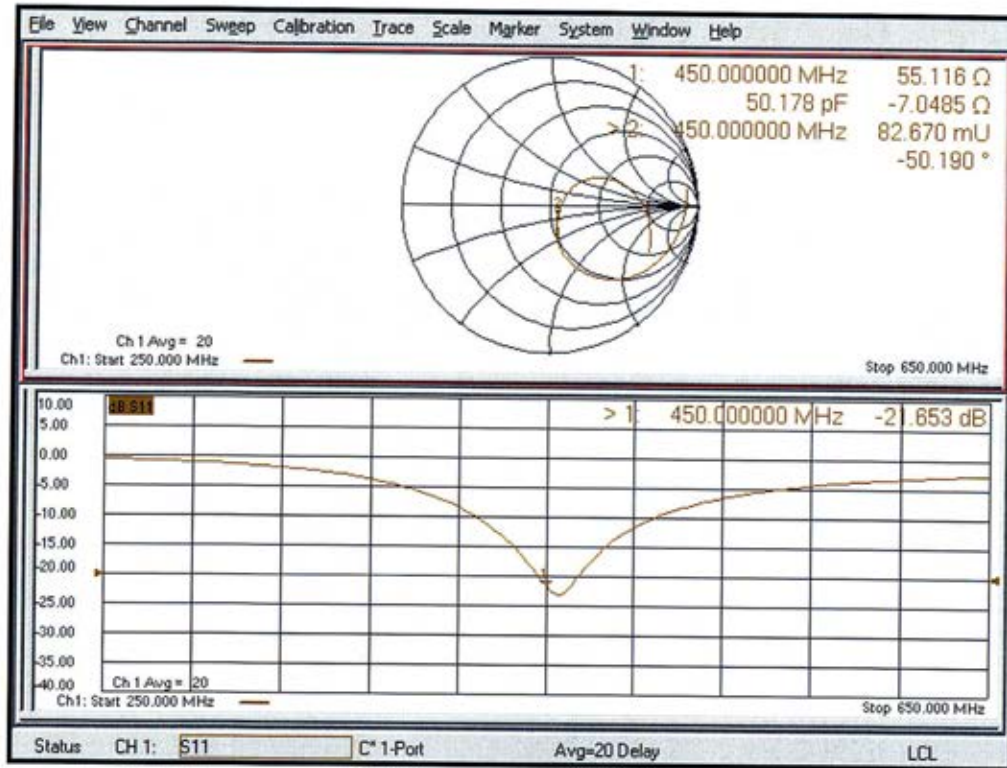 File View Channel Sweep Calibration Trace Scale Marker System Window Help
1: 450.000000 MHz 55.116 Ω
50.178 pF -7.0485 Ω
> 2: 450.000000 MHz 82.670 mU
-50.190 °
Ch 1 Avg = 20
Ch1: Start 250.000 MHz
Stop 650.000 MHz
10.00
dB S11
> 1: 450.000000 MHz -21.653 dB
5.00
0.00
-5.00
-10.00
-15.00
-20.00
-25.00
-30.00
-35.00
-40.00
Ch 1 Avg = 20
Ch1: Start 250.000 MHz
Stop 650.000 MHz
Status CH 1: S11 C* 1-Port Avg=20 Delay LCL